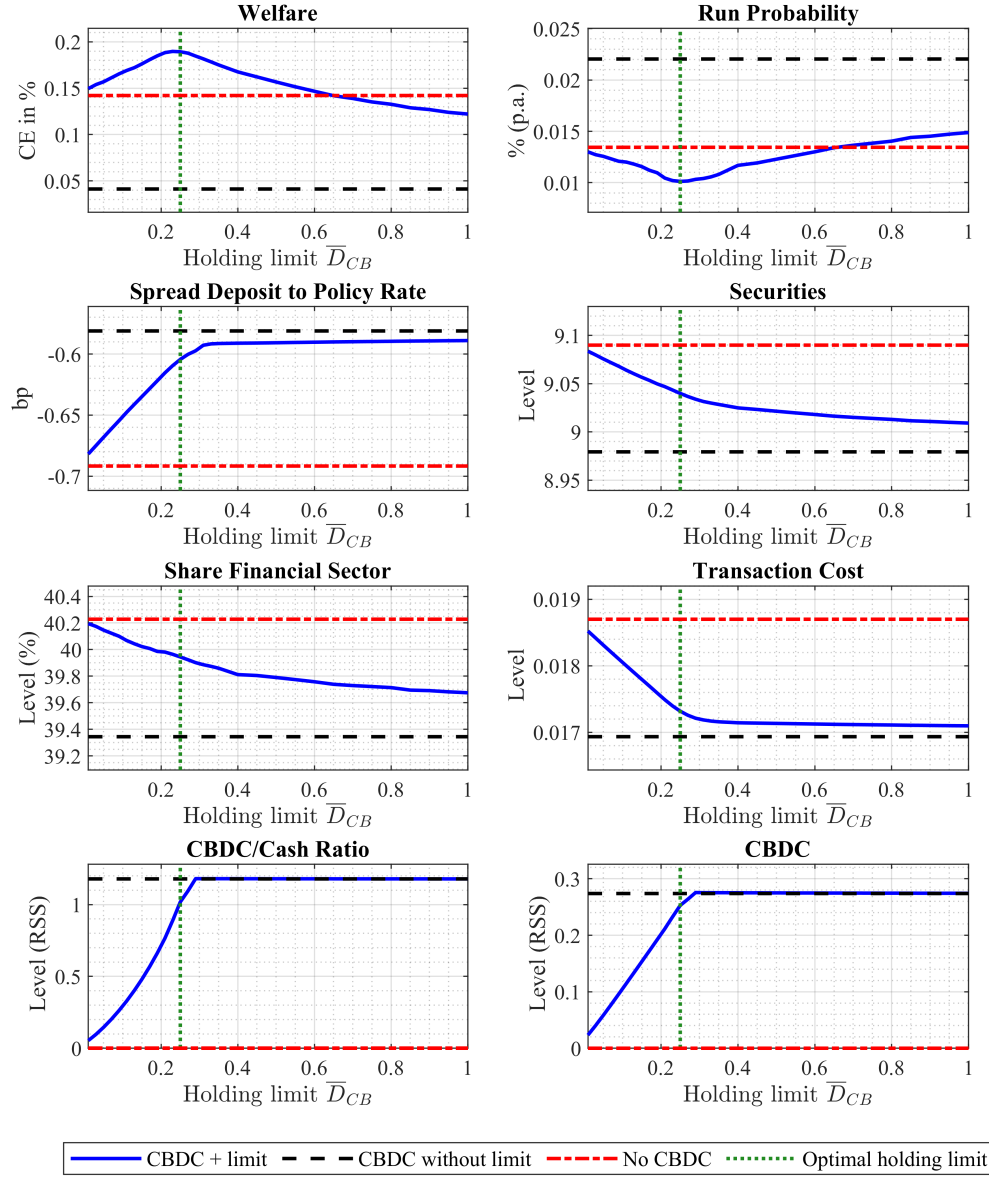 Welfare
CE in %
0.2
0.15
0.1
0.05
0.2 0.4 0.6 0.8 1
Holding limit D̅_CB
Run Probability
% (p.a.)
0.025
0.02
0.015
0.01
0.2 0.4 0.6 0.8 1
Holding limit D̅_CB
Spread Deposit to Policy Rate
bp
-0.6
-0.65
-0.7
0.2 0.4 0.6 0.8 1
Holding limit D̅_CB
Securities
Level
9.1
9.05
9
8.95
0.2 0.4 0.6 0.8 1
Holding limit D̅_CB
Share Financial Sector
Level (%)
40.4
40.2
40
39.8
39.6
39.4
39.2
0.2 0.4 0.6 0.8 1
Holding limit D̅_CB
Transaction Cost
Level
0.019
0.018
0.017
0.2 0.4 0.6 0.8 1
Holding limit D̅_CB
CBDC/Cash Ratio
Level (RSS)
1
0.5
0
0.2 0.4 0.6 0.8 1
Holding limit D̅_CB
CBDC
Level (RSS)
0.3
0.2
0.1
0
0.2 0.4 0.6 0.8 1
Holding limit D̅_CB
CBDC + limit CBDC without limit No CBDC Optimal holding limit